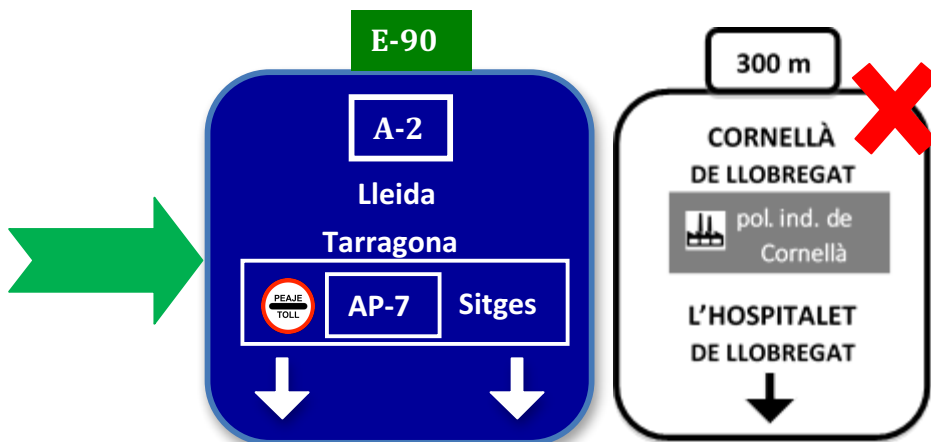 E-90
A-2
Lleida
Tarragona
PEAJE
TOLL
AP-7
Sitges
300 m
CORNELLÀ
DE LLOBREGAT
pol. ind. de
Cornellà
L'HOSPITALET
DE LLOBREGAT